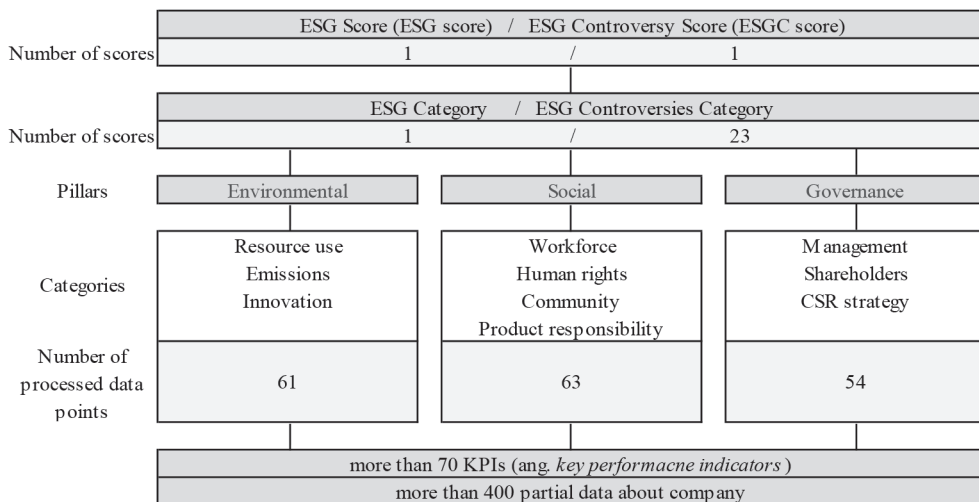 ESG Score (ESG score) / ESG Controversy Score (ESGC score)
Number of scores 1 / 1
ESG Category / ESG Controversies Category
Number of scores 1 / 23
Pillars Environmental Social Governance
Resource use Workforce Management
Emissions Human rights Shareholders
Categories
Innovation Community CSR strategy
Product responsibility
Number of
processed data 61 63 54
points
more than 70 KPIs (ang. key performacne indicators )
more than 400 partial data about company